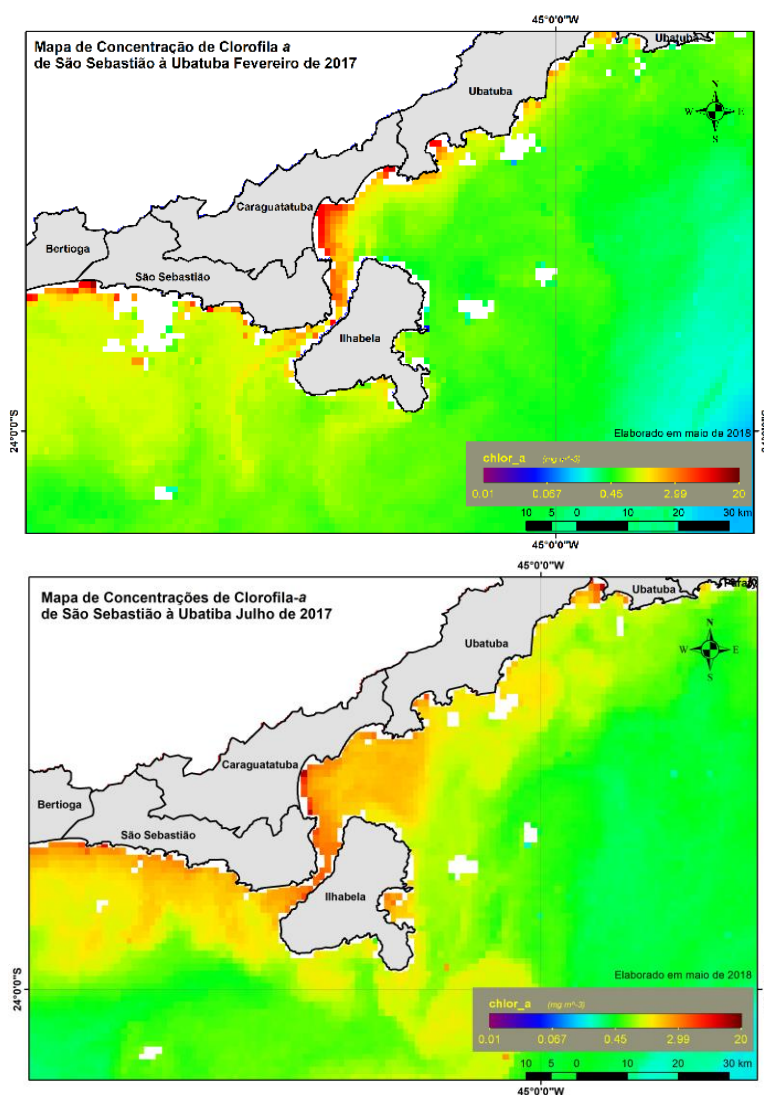 45°0'0"W
Mapa de Concentração de Clorofila a
de São Sebastião à Ubatuba Fevereiro de 2017
Ubatuba
Ubatuba
N
W E
S
Caraguatatuba
Bertioga
São Sebastião
Ilhabela
24°0'0"S
Elaborado em maio de 2018
chlor_a (mg m^-3)
0.01 0.067 0.45 2.99 20
10 5 0 10 20 30 km
45°0'0"W
45°0'0"W
Mapa de Concentrações de Clorofila-a
de São Sebastião à Ubatiba Julho de 2017
Ubatuba
Ubatuba
N
W E
S
Caraguatatuba
Bertioga
São Sebastião
Ilhabela
24°0'0"S
Elaborado em maio de 2018
chlor_a (mg m^-3)
0.01 0.067 0.45 2.99 20
10 5 0 10 20 30 km
45°0'0"W